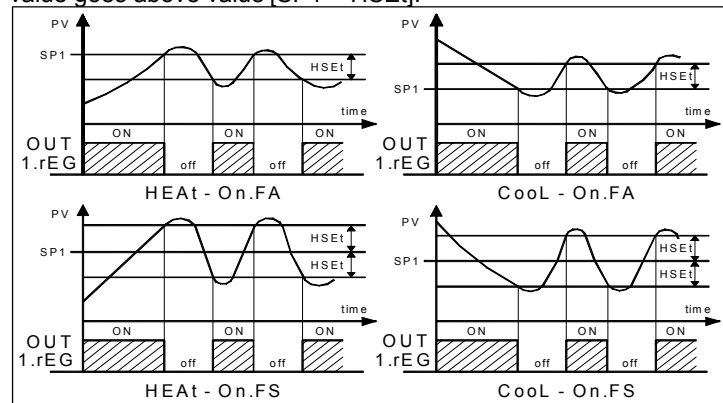 value goes above value [SP1 + HSEt].
PV
SP1
HSEt
time
ON
ON
ON
OUT
1.rEG
off
off
HEAt - On.FA
PV
SP1
HSEt
time
ON
ON
ON
OUT
1.rEG
off
off
CooL - On.FA
PV
SP1
HSEt
HSEt
time
ON
ON
ON
OUT
1.rEG
off
off
HEAt - On.FS
PV
SP1
HSEt
HSEt
time
ON
ON
ON
OUT
1.rEG
off
off
CooL - On.FS